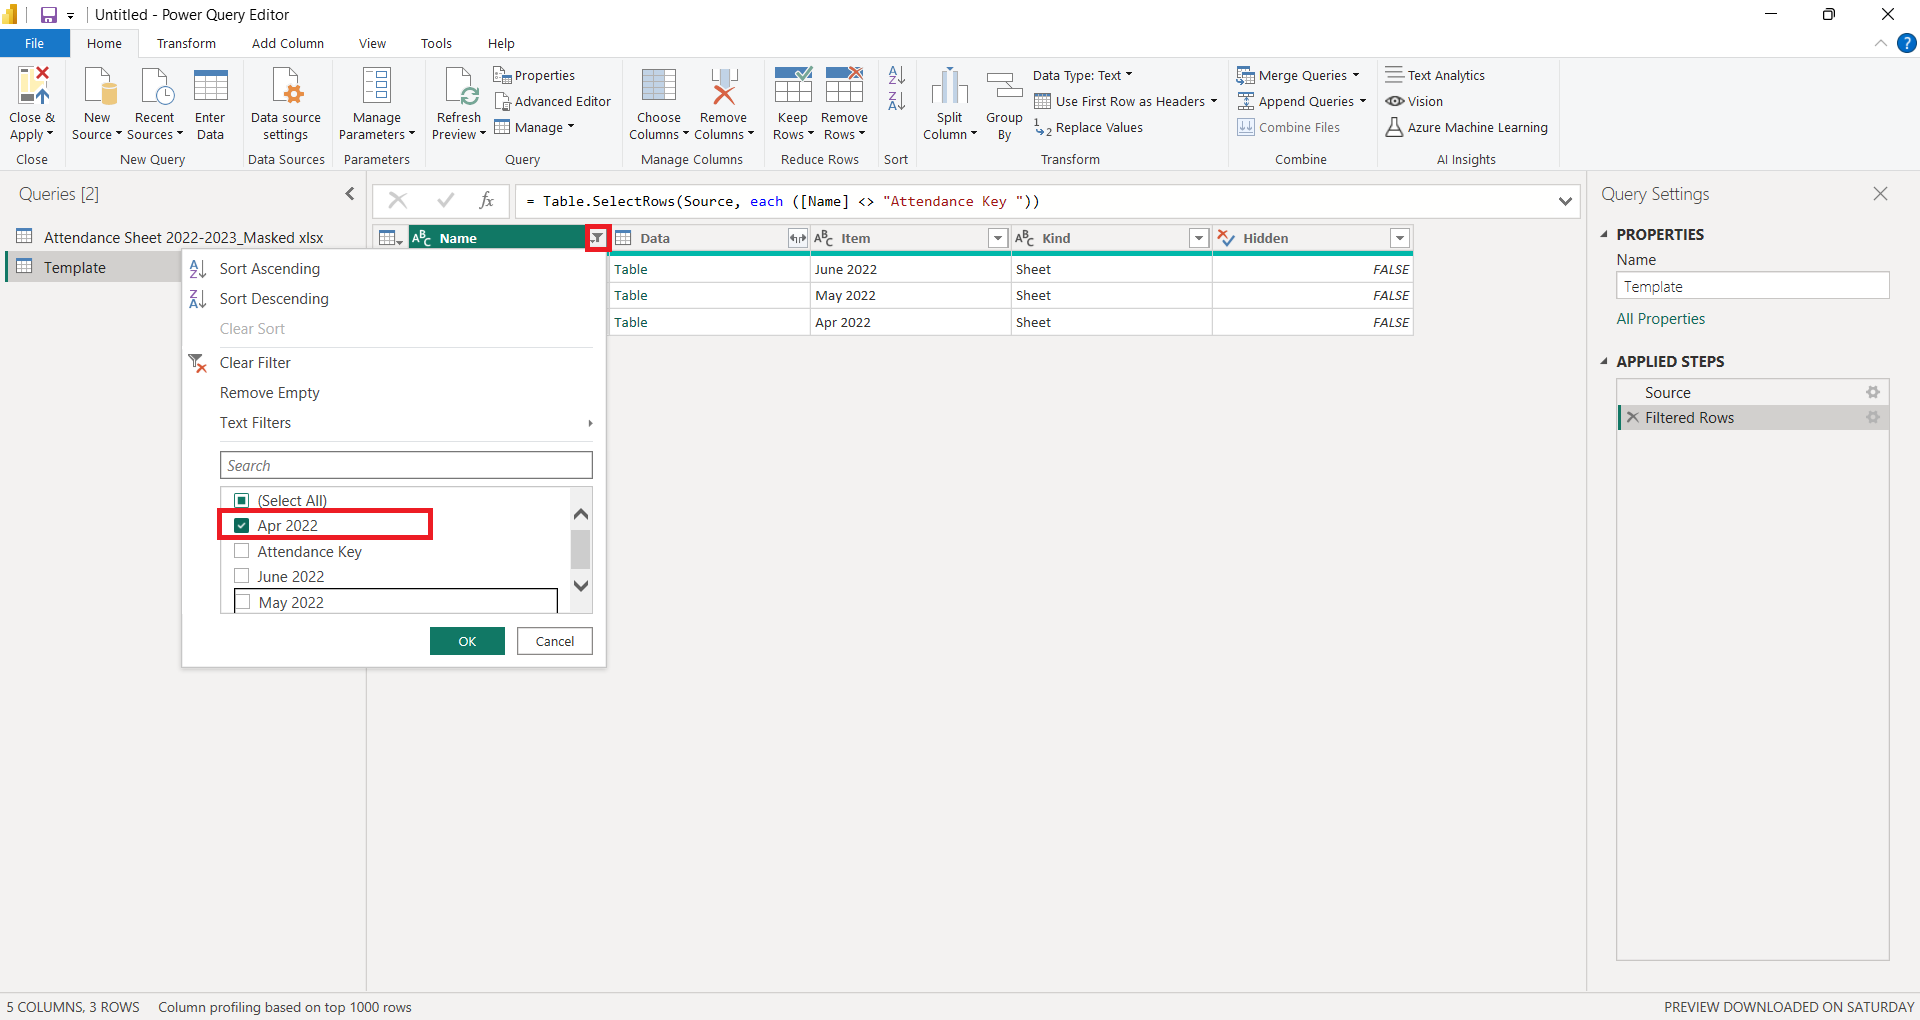 Untitled - Power Query Editor
File Home Transform Add Column View Tools Help
Close & Apply
Close
New Source
Recent Sources
Enter Data
New Query
Data source settings
Data Sources
Manage Parameters
Parameters
Refresh Preview
Properties
Advanced Editor
Manage
Query
Choose Columns
Remove Columns
Manage Columns
Keep Rows
Remove Rows
Reduce Rows
Sort
Split Column
Group By
Data Type: Text
Use First Row as Headers
Replace Values
Transform
Merge Queries
Append Queries
Combine Files
Combine
Text Analytics
Vision
Azure Machine Learning
AI Insights
Queries [2]
Attendance Sheet 2022-2023_Masked xlsx
Template
fx = Table.SelectRows(Source, each ([Name] <> "Attendance Key "))
ABC Name Data ABC Item ABC Kind Hidden
Table June 2022 Sheet FALSE
Table May 2022 Sheet FALSE
Table Apr 2022 Sheet FALSE
Sort Ascending
Sort Descending
Clear Sort
Clear Filter
Remove Empty
Text Filters
Search
(Select All)
Apr 2022
Attendance Key
June 2022
May 2022
OK Cancel
Query Settings
PROPERTIES
Name
Template
All Properties
APPLIED STEPS
Source
Filtered Rows
5 COLUMNS, 3 ROWS Column profiling based on top 1000 rows
PREVIEW DOWNLOADED ON SATURDAY